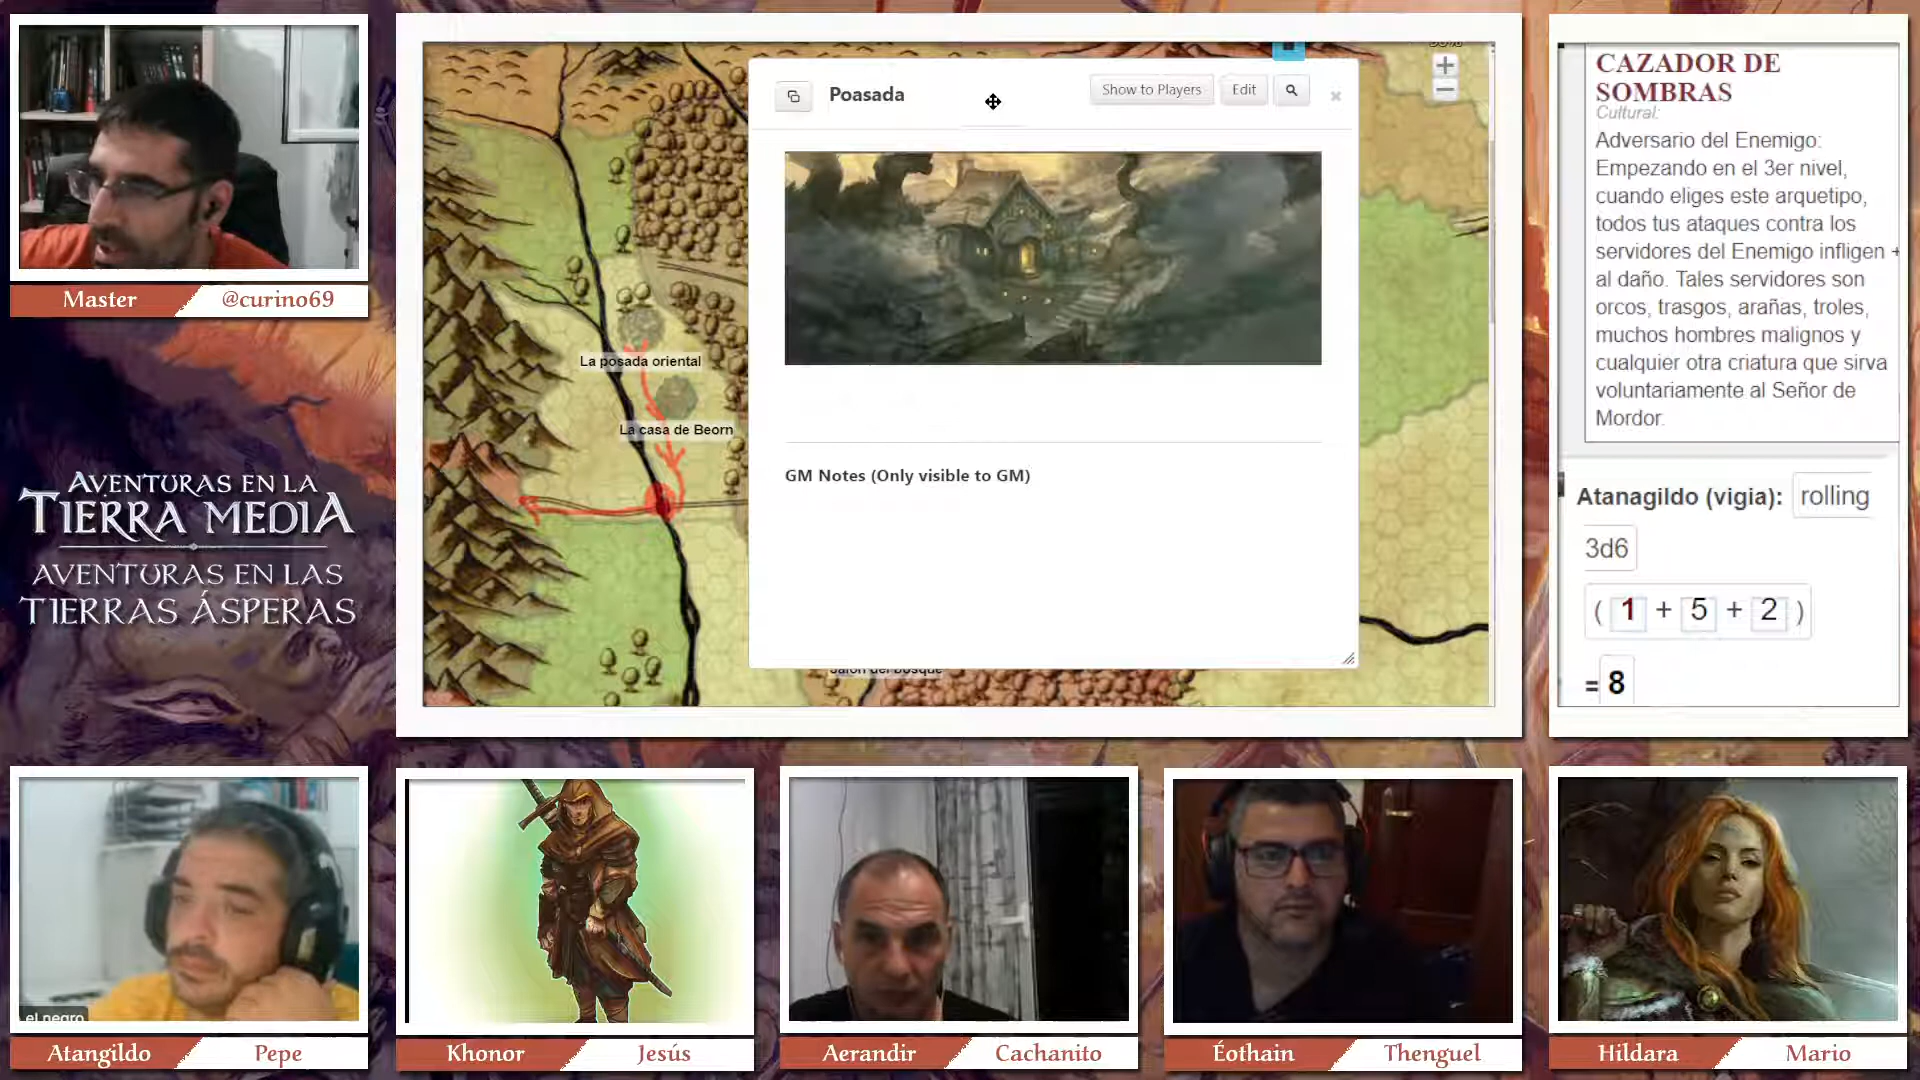 Master
@curino69
AVENTURAS EN LA
TIERRA MEDIA
AVENTURAS EN LAS
TIERRAS ÁSPERAS
La posada oriental
La casa de Beorn
Poasada
Show to Players
Edit
GM Notes (Only visible to GM)
CAZADOR DE
SOMBRAS
Cultural:
Adversario del Enemigo:
Empezando en el 3er nivel,
cuando eliges este arquetipo,
todos tus ataques contra los
servidores del Enemigo infligen +
al daño. Tales servidores son
orcos, trasgos, arañas, troles,
muchos hombres malignos y
cualquier otra criatura que sirva
voluntariamente al Señor de
Mordor.
Atanagildo (vigia): rolling
3d6
( 1 + 5 + 2 )
= 8
el negro
Atangildo
Pepe
Khonor
Jesús
Aerandir
Cachanito
Éothain
Thenguel
Hildara
Mario